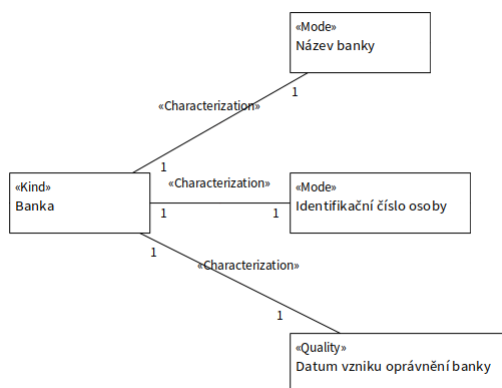 «Mode»
Název banky
1
«Characterization»
1
«Kind»
Banka
«Characterization»
1
1
«Mode»
Identifikační číslo osoby
1
«Characterization»
1
«Quality»
Datum vzniku oprávnění banky